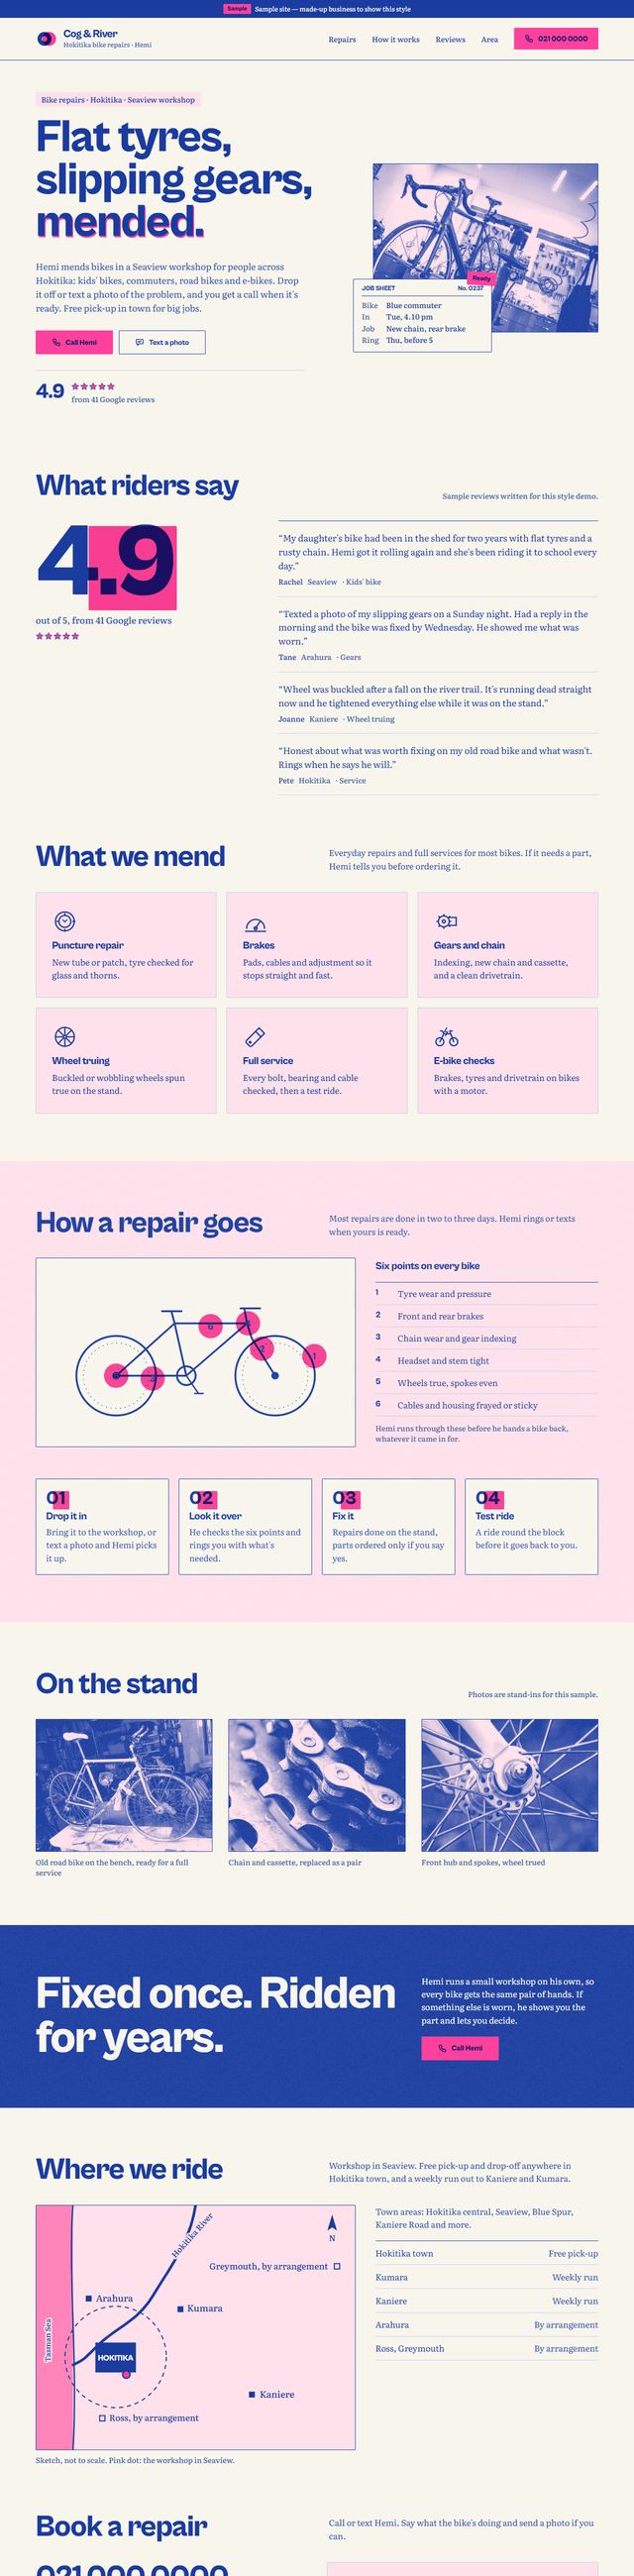 Sample Sample site — made-up business to show this style
Cog & River
Hokitika bike repairs · Hemi
Repairs How it works Reviews Area 021 000 0000
Bike repairs · Hokitika · Seaview workshop
Flat tyres,
slipping gears,
mended.
Hemi mends bikes in a Seaview workshop for people across
Hokitika: kids' bikes, commuters, road bikes and e-bikes. Drop
it off or text a photo of the problem, and you get a call when it's
ready. Free pick-up in town for big jobs.
Call Hemi Text a photo
4.9
from 41 Google reviews
Ready
JOB SHEET No. 0237
Bike Blue commuter
In Tue, 4.10 pm
Job New chain, rear brake
Ring Thu, before 5
What riders say
Sample reviews written for this style demo.
4.9
out of 5, from 41 Google reviews
“My daughter's bike had been in the shed for two years with flat tyres and a
rusty chain. Hemi got it rolling again and she's been riding it to school every
day.”
Rachel Seaview · Kids' bike
“Texted a photo of my slipping gears on a Sunday night. Had a reply in the
morning and the bike was fixed by Wednesday. He showed me what was
worn.”
Tane Arahura · Gears
“Wheel was buckled after a fall on the river trail. It's running dead straight
now and he tightened everything else while it was on the stand.”
Joanne Kaniere · Wheel truing
“Honest about what was worth fixing on my old road bike and what wasn't.
Rings when he says he will.”
Pete Hokitika · Service
What we mend
Everyday repairs and full services for most bikes. If it needs a part,
Hemi tells you before ordering it.
Puncture repair
New tube or patch, tyre checked for
glass and thorns.
Brakes
Pads, cables and adjustment so it
stops straight and fast.
Gears and chain
Indexing, new chain and cassette,
and a clean drivetrain.
Wheel truing
Buckled or wobbling wheels spun
true on the stand.
Full service
Every bolt, bearing and cable
checked, then a test ride.
E-bike checks
Brakes, tyres and drivetrain on bikes
with a motor.
How a repair goes
Most repairs are done in two to three days. Hemi rings or texts
when yours is ready.
6
2
1
Six points on every bike
1 Tyre wear and pressure
2 Front and rear brakes
3 Chain wear and gear indexing
4 Headset and stem tight
5 Wheels true, spokes even
6 Cables and housing frayed or sticky
Hemi runs through these before he hands a bike back,
whatever it came in for.
01
Drop it in
Bring it to the workshop, or
text a photo and Hemi picks
it up.
02
Look it over
He checks the six points and
rings you with what's
needed.
03
Fix it
Repairs done on the stand,
parts ordered only if you say
yes.
04
Test ride
A ride round the block
before it goes back to you.
On the stand
Photos are stand-ins for this sample.
Old road bike on the bench, ready for a full
service
Chain and cassette, replaced as a pair
Front hub and spokes, wheel trued
Fixed once. Ridden
for years.
Hemi runs a small workshop on his own, so
every bike gets the same pair of hands. If
something else is worn, he shows you the
part and lets you decide.
Call Hemi
Where we ride
Workshop in Seaview. Free pick-up and drop-off anywhere in
Hokitika town, and a weekly run out to Kaniere and Kumara.
Hokitika River
N
Greymouth, by arrangement
Arahura
Kumara
Tasman Sea
HOKITIKA
Kaniere
Ross, by arrangement
Sketch, not to scale. Pink dot: the workshop in Seaview.
Town areas: Hokitika central, Seaview, Blue Spur,
Kaniere Road and more.
Hokitika town Free pick-up
Kumara Weekly run
Kaniere Weekly run
Arahura By arrangement
Ross, Greymouth By arrangement
Book a repair
Call or text Hemi. Say what the bike's doing and send a photo if you
can.
021 000 0000